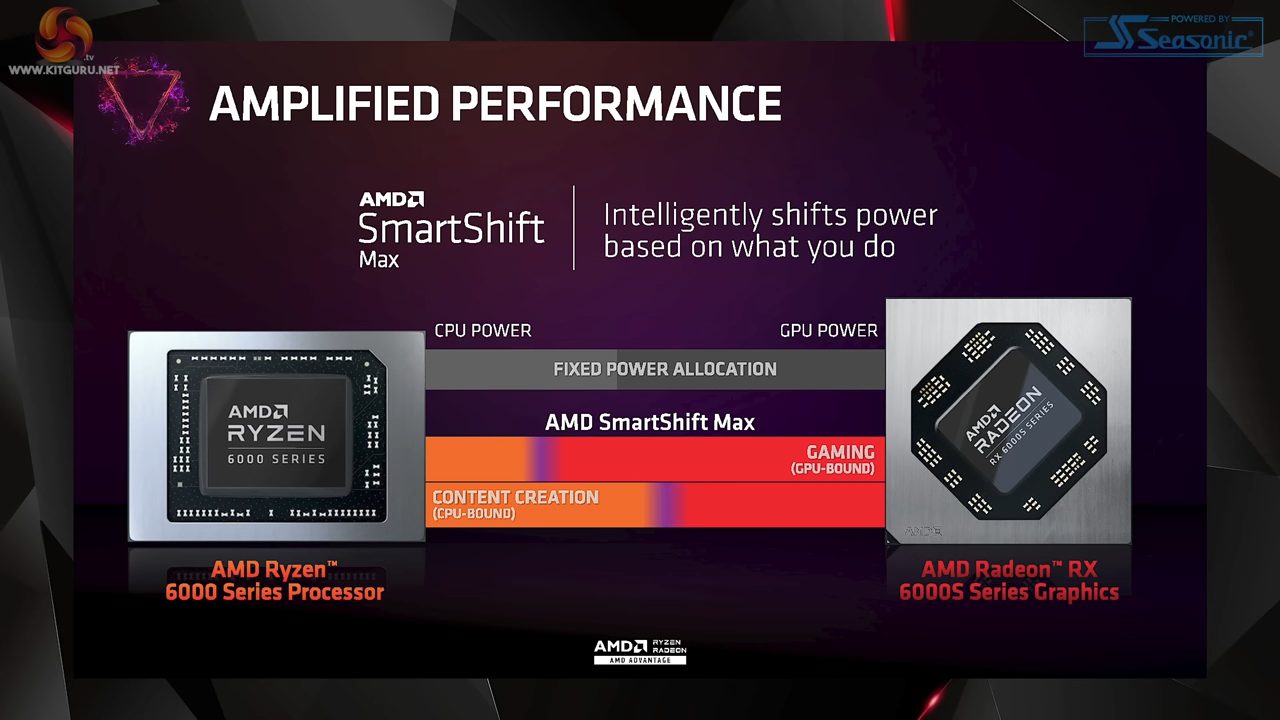 .tv
WWW.KITGURU.NET
POWERED BY
Seasonic®
AMPLIFIED PERFORMANCE
AMD
SmartShift
Max
Intelligently shifts power
based on what you do
CPU POWER
GPU POWER
FIXED POWER ALLOCATION
AMD SmartShift Max
GAMING
(GPU-BOUND)
CONTENT CREATION
(CPU-BOUND)
AMD
RYZEN
6000 SERIES
AMD
RADEON
RX 6000S SERIES
AMD
AMD Ryzen™
6000 Series Processor
AMD Radeon™ RX
6000S Series Graphics
AMD RYZEN
RADEON
AMD ADVANTAGE